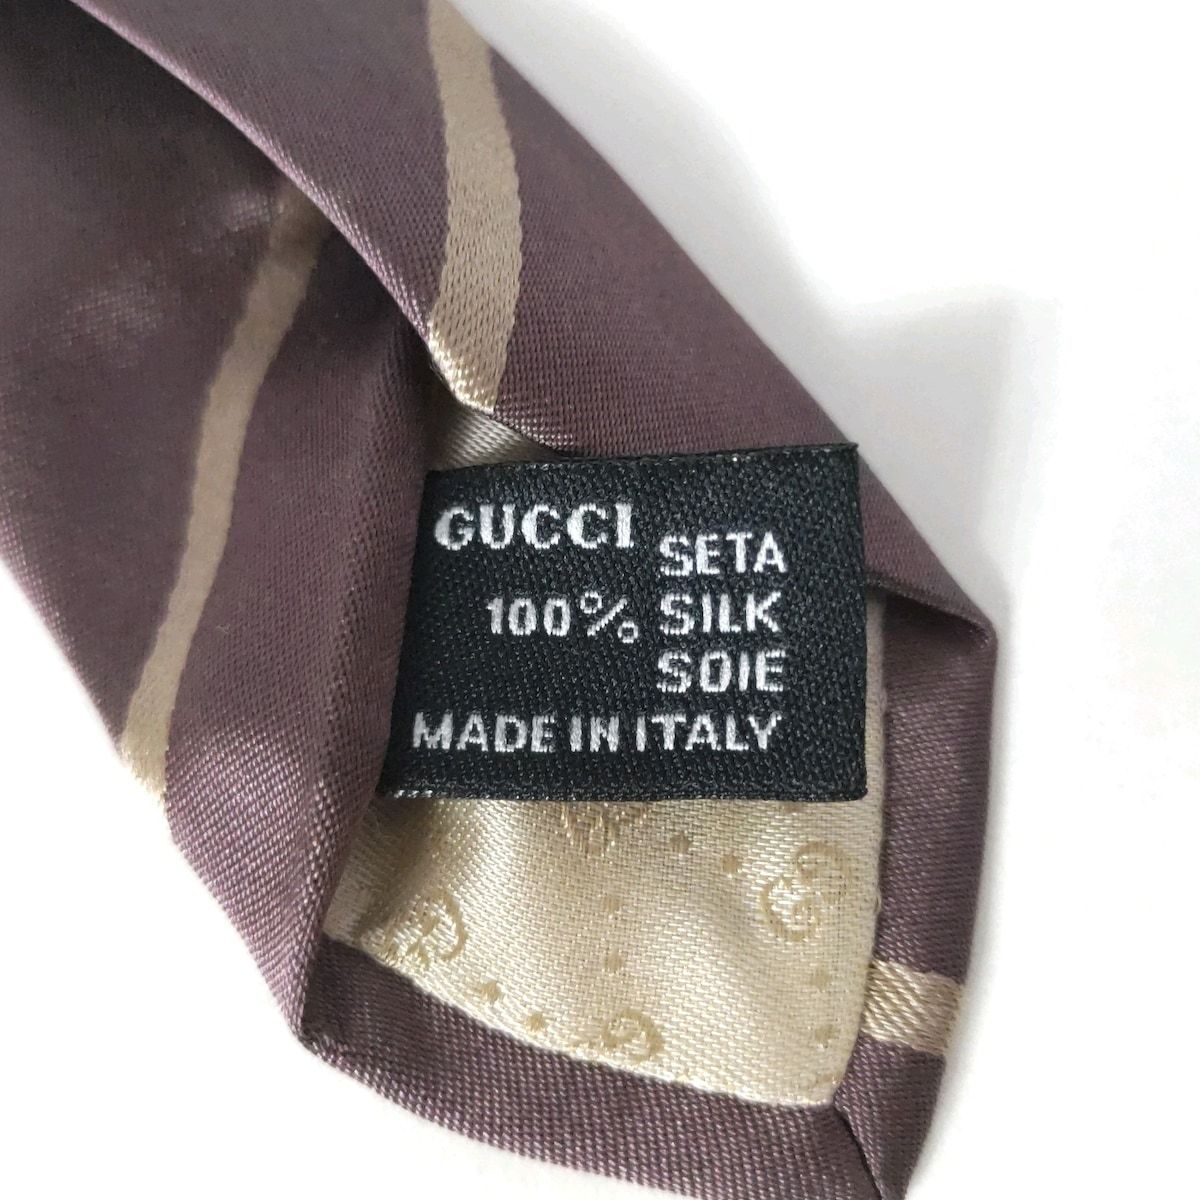 GUCCI
SETA
100% SILK
SOIE
MADE IN ITALY